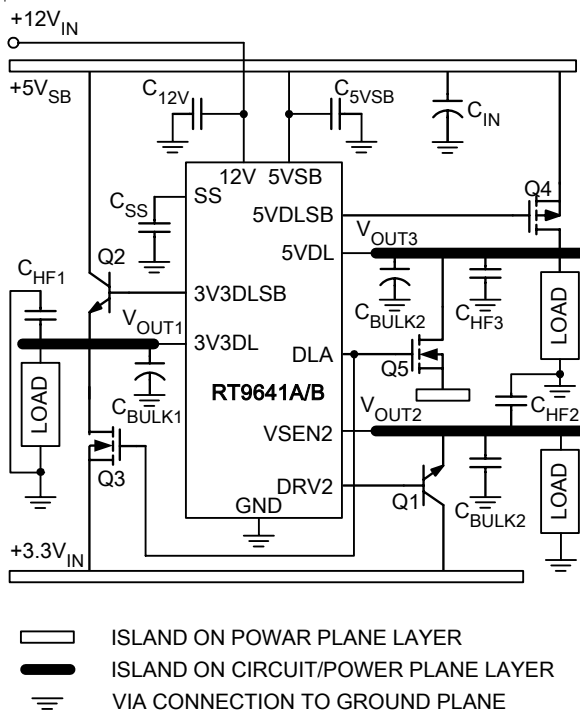 +12VIN
+5VSB
C12V
C5VSB
CIN
12V
5VSB
SS
CSS
Q4
5VDLSB
VOUT3
5VDL
Q2
CHF1
3V3DLSB
CBULK2
CHF3
LOAD
VOUT1
3V3DL
DLA
Q5
RT9641A/B
LOAD
CBULK1
VOUT2
CHF2
VSEN2
Q3
DRV2
Q1
CBULK2
LOAD
GND
+3.3VIN
ISLAND ON POWAR PLANE LAYER
ISLAND ON CIRCUIT/POWER PLANE LAYER
VIA CONNECTION TO GROUND PLANE